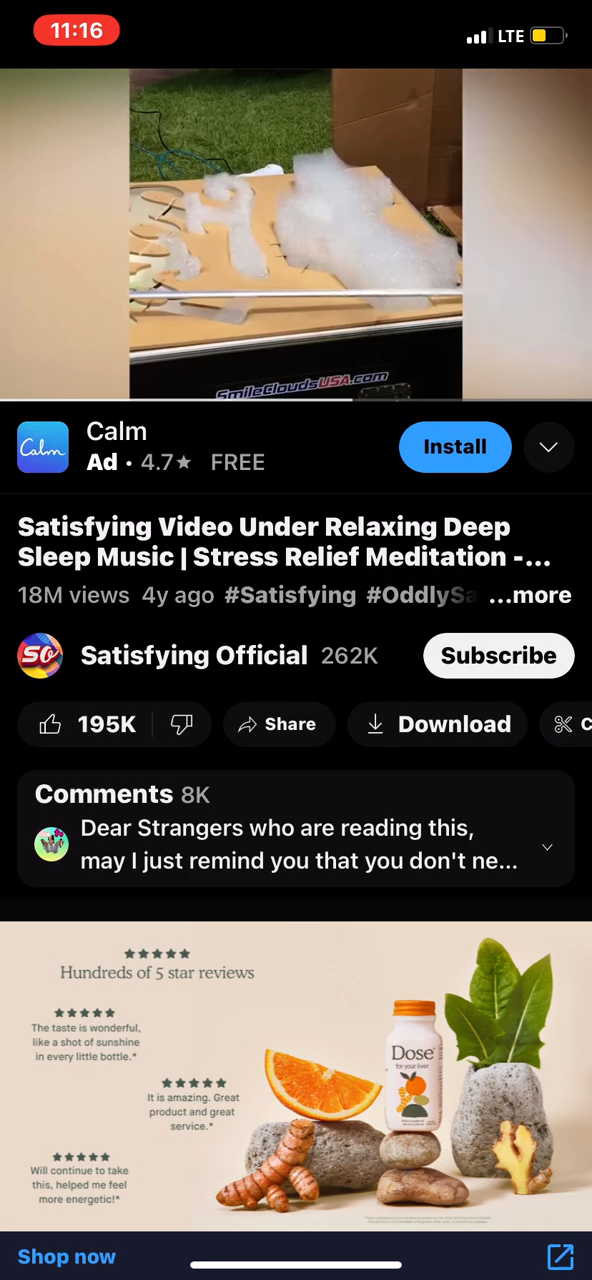 11:16
LTE
SmileCloudsUSA.com
Calm
Calm
Ad • 4.7★ FREE
Install
Satisfying Video Under Relaxing Deep
Sleep Music | Stress Relief Meditation -...
18M views 4y ago #Satisfying #OddlySa ...more
SO
Satisfying Official 262K
Subscribe
195K
Share
Download
C
Comments 8K
Dear Strangers who are reading this,
may I just remind you that you don't ne...
★★★★★
Hundreds of 5 star reviews
★★★★★
The taste is wonderful,
like a shot of sunshine
in every little bottle.*
★★★★★
It is amazing. Great
product and great
service.*
★★★★★
Will continue to take
this, helped me feel
more energetic!*
Dose
for your liver
Shop now